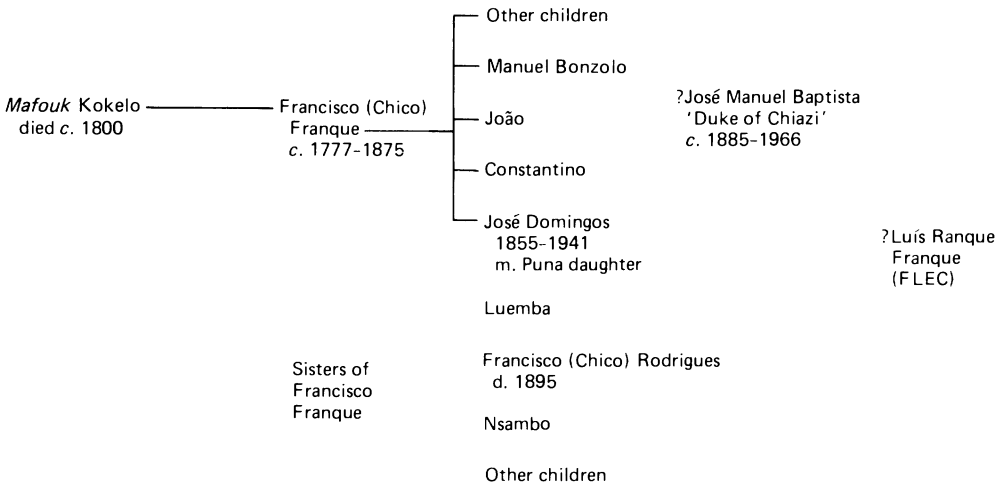 Other children
Manuel Bonzolo
Mafouk Kokelo
died c. 1800
Francisco (Chico)
Franque
c. 1777-1875
João
?José Manuel Baptista
'Duke of Chiazi'
c. 1885-1966
Constantino
José Domingos
1855-1941
m. Puna daughter
?Luís Ranque
Franque
(FLEC)
Luemba
Sisters of
Francisco
Franque
Francisco (Chico) Rodrigues
d. 1895
Nsambo
Other children